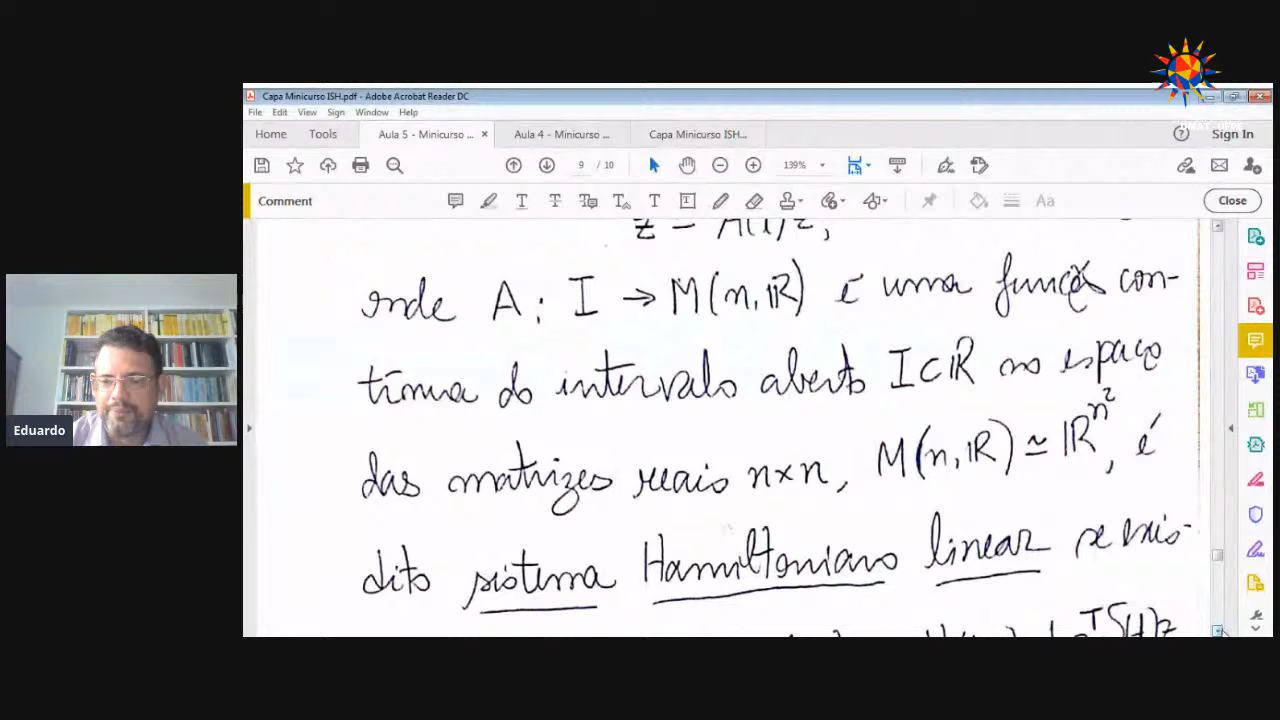 Capa Minicurso ISH.pdf - Adobe Acrobat Reader DC
File Edit View Sign Window Help
Home Tools Aula 5 - Minicurso ... × Aula 4 - Minicurso ... Capa Minicurso ISH... ? Sign In
9 / 10 139%
Comment Aa Close
ż = A(t)z,
onde A: I → M(n, ℝ) é uma função con-
tínua do intervalo aberto I⊂ℝ no espaço
das matrizes reais n×n, M(n, ℝ) ≃ ℝ^n², é
dito sistema Hamiltoniano linear se exis-
z^T S(t)z
Eduardo